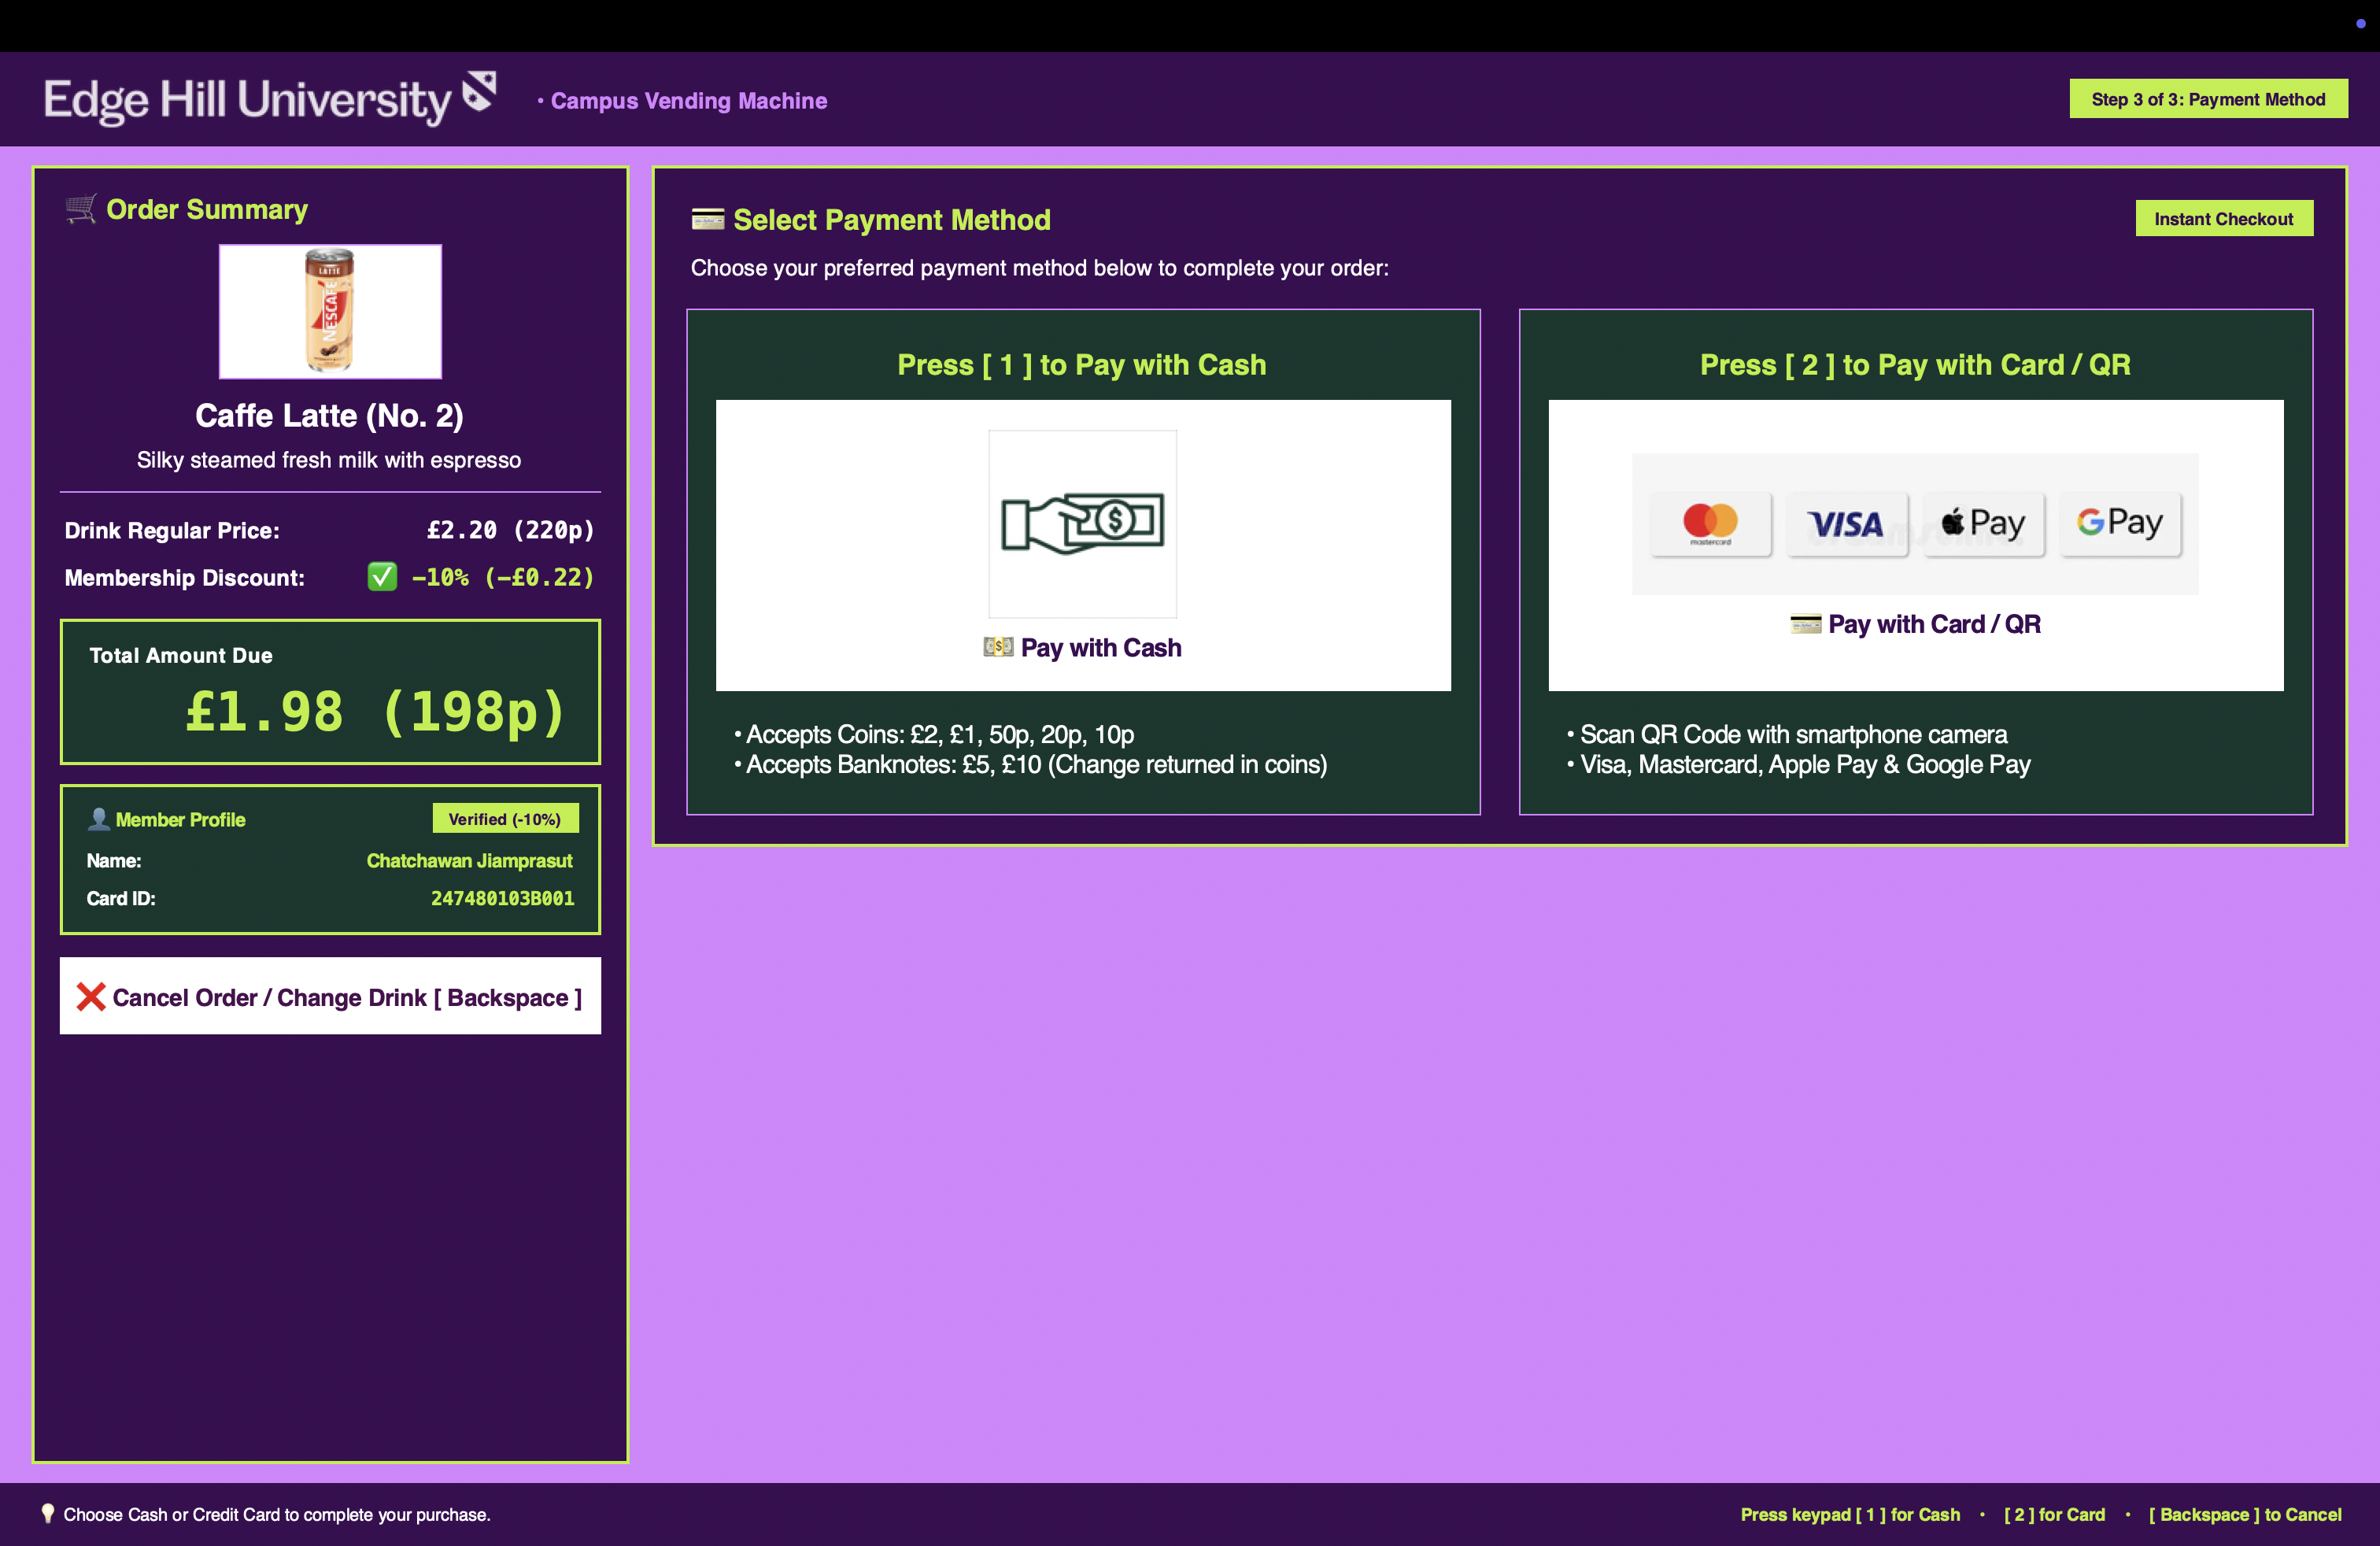 Edge Hill University
• Campus Vending Machine
Step 3 of 3: Payment Method
Order Summary
LATTE
NESCAFÉ
Caffe Latte (No. 2)
Silky steamed fresh milk with espresso
Drink Regular Price: £2.20 (220p)
Membership Discount: ✅ -10% (-£0.22)
Total Amount Due
£1.98 (198p)
Member Profile
Verified (-10%)
Name: Chatchawan Jiamprasut
Card ID: 247480103B001
❌ Cancel Order / Change Drink [ Backspace ]
Select Payment Method
Instant Checkout
Choose your preferred payment method below to complete your order:
Press [ 1 ] to Pay with Cash
$
Pay with Cash
• Accepts Coins: £2, £1, 50p, 20p, 10p
• Accepts Banknotes: £5, £10 (Change returned in coins)
Press [ 2 ] to Pay with Card / QR
mastercard
VISA
Pay
G Pay
Pay with Card / QR
• Scan QR Code with smartphone camera
• Visa, Mastercard, Apple Pay & Google Pay
Choose Cash or Credit Card to complete your purchase.
Press keypad [ 1 ] for Cash • [ 2 ] for Card • [ Backspace ] to Cancel